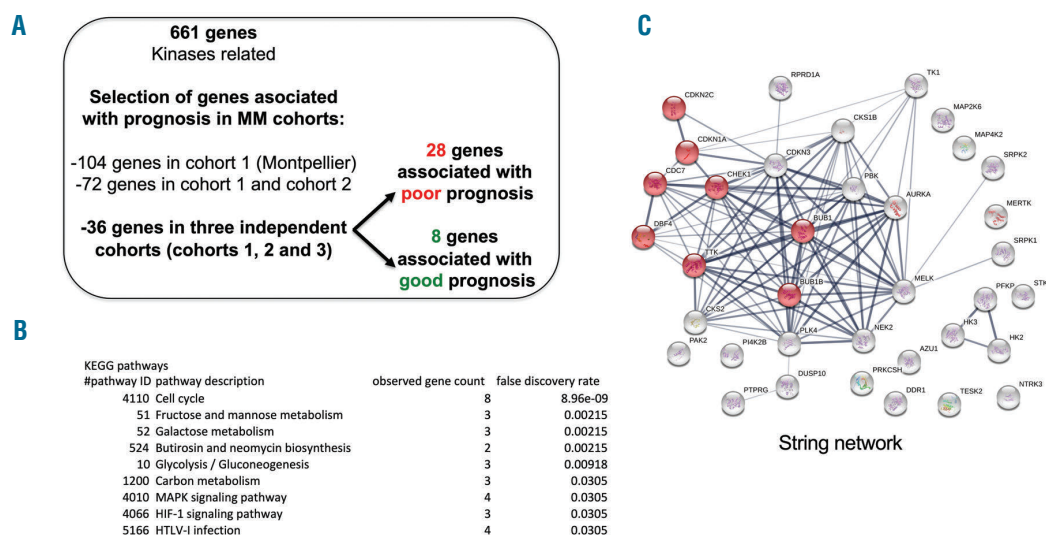 A
661 genes
Kinases related
Selection of genes asociated
with prognosis in MM cohorts:
-104 genes in cohort 1 (Montpellier)
-72 genes in cohort 1 and cohort 2
-36 genes in three independent
cohorts (cohorts 1, 2 and 3)
28 genes
associated with
poor prognosis
8 genes
associated with
good prognosis
B
KEGG pathways
#pathway ID pathway description observed gene count false discovery rate
4110 Cell cycle 8 8.96e-09
51 Fructose and mannose metabolism 3 0.00215
52 Galactose metabolism 3 0.00215
524 Butirosin and neomycin biosynthesis 2 0.00215
10 Glycolysis / Gluconeogenesis 3 0.00918
1200 Carbon metabolism 3 0.0305
4010 MAPK signaling pathway 4 0.0305
4066 HIF-1 signaling pathway 3 0.0305
5166 HTLV-I infection 4 0.0305
C
RPRD1A
TK1
CDKN2C
MAP2K6
CKS1B
CDKN1A
MAP4K2
CDKN3
SRPK2
CDC7
CHEK1
PBK
AURKA
MERTK
DBF4
BUB1
TTK
SRPK1
BUB1B
MELK
STK
PFKP
CKS2
PLK4
NEK2
HK3
HK2
PAK2
PI4K2B
AZU1
DUSP10
PRKCSH
PTPRG
DDR1
TESK2
NTRK3
String network